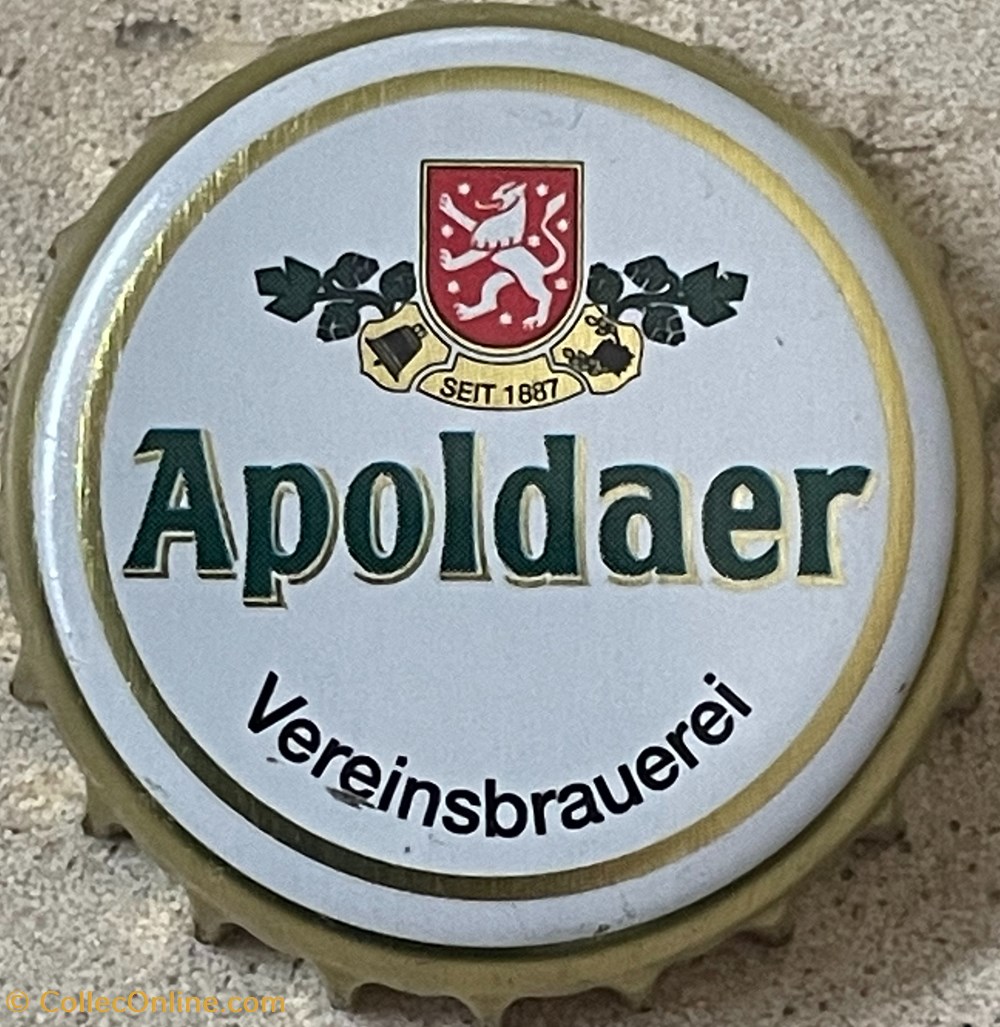 SEIT 1887
Apoldaer
Vereinsbrauerei
© CollecOnline.com